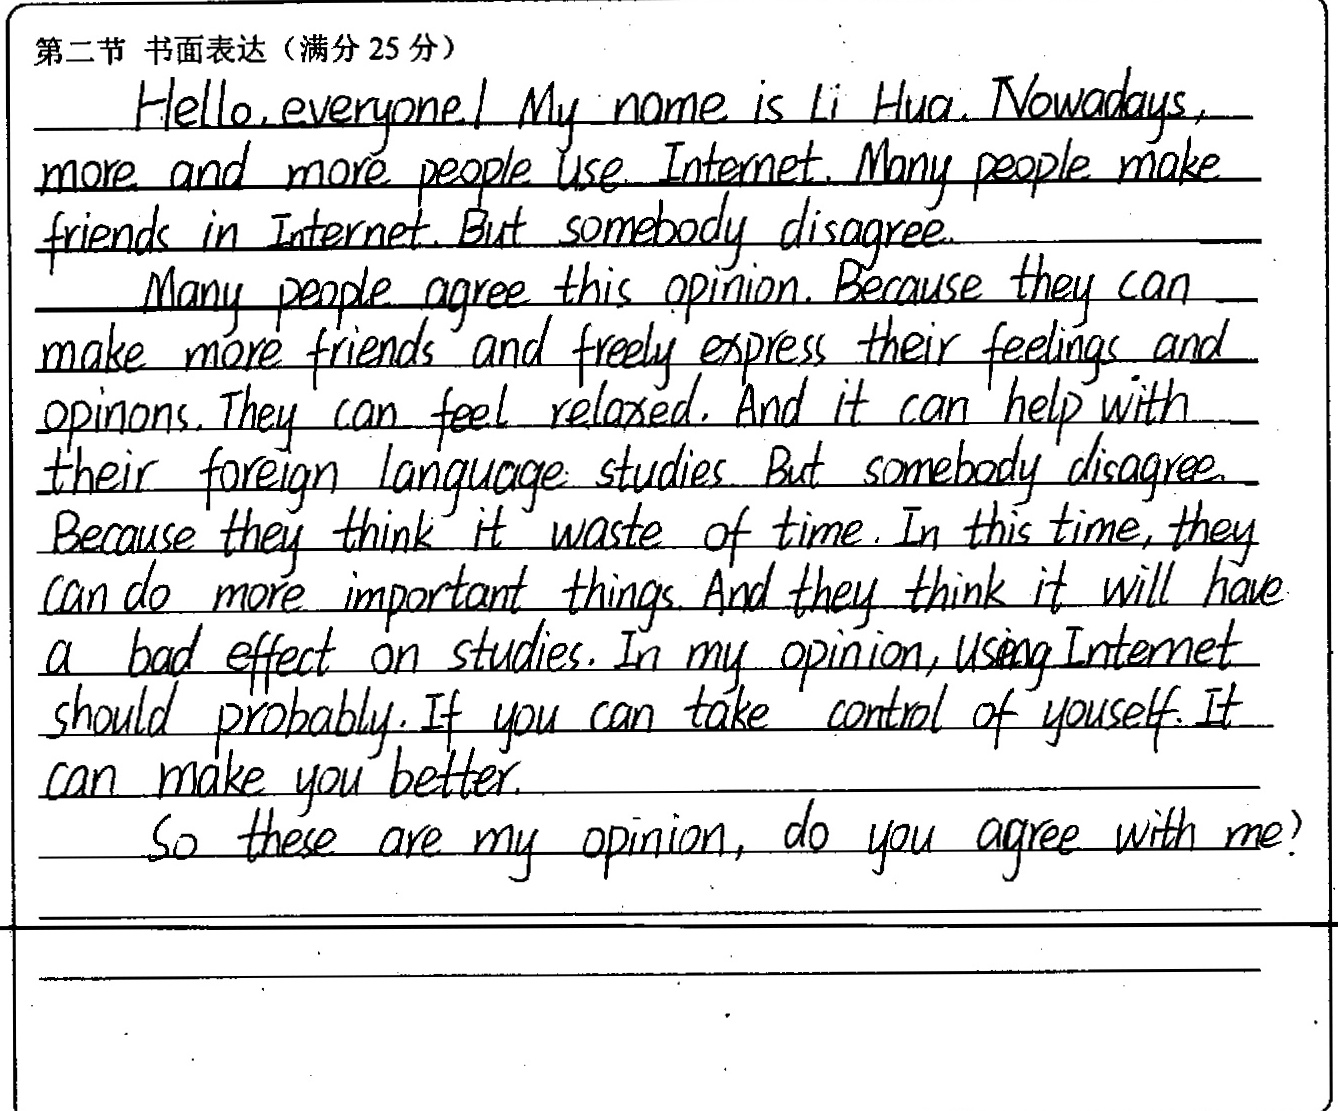 第二节 书面表达（满分 25 分）
Hello, everyone! My name is Li Hua. Nowadays,
more and more people use Internet. Many people make
friends in Internet. But somebody disagree.
Many people agree this opinion. Because they can
make more friends and freely express their feelings and
opinons. They can feel relaxed. And it can help with
their foreign language studies But somebody disagree.
Because they think it waste of time. In this time, they
can do more important things. And they think it will have
a bad effect on studies. In my opinion, Using Internet
should probably. If you can take control of youself. It
can make you better.
So these are my opinion, do you agree with me?